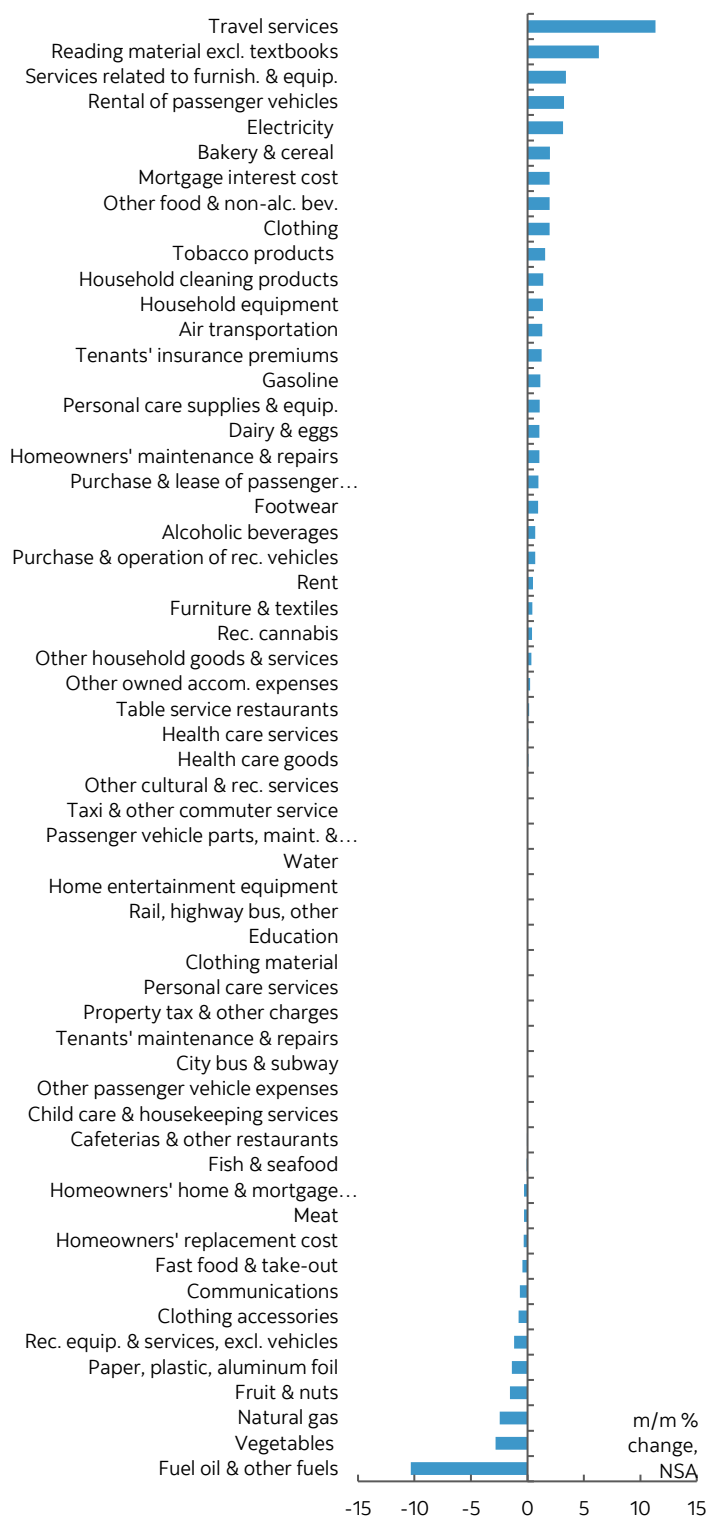 Travel services
Reading material excl. textbooks
Services related to furnish. & equip.
Rental of passenger vehicles
Electricity
Bakery & cereal
Mortgage interest cost
Other food & non-alc. bev.
Clothing
Tobacco products
Household cleaning products
Household equipment
Air transportation
Tenants' insurance premiums
Gasoline
Personal care supplies & equip.
Dairy & eggs
Homeowners' maintenance & repairs
Purchase & lease of passenger…
Footwear
Alcoholic beverages
Purchase & operation of rec. vehicles
Rent
Furniture & textiles
Rec. cannabis
Other household goods & services
Other owned accom. expenses
Table service restaurants
Health care services
Health care goods
Other cultural & rec. services
Taxi & other commuter service
Passenger vehicle parts, maint. &…
Water
Home entertainment equipment
Rail, highway bus, other
Education
Clothing material
Personal care services
Property tax & other charges
Tenants' maintenance & repairs
City bus & subway
Other passenger vehicle expenses
Child care & housekeeping services
Cafeterias & other restaurants
Fish & seafood
Homeowners' home & mortgage…
Meat
Homeowners' replacement cost
Fast food & take-out
Communications
Clothing accessories
Rec. equip. & services, excl. vehicles
Paper, plastic, aluminum foil
Fruit & nuts
Natural gas
Vegetables
Fuel oil & other fuels
m/m %
change,
NSA
-15 -10 -5 0 5 10 15